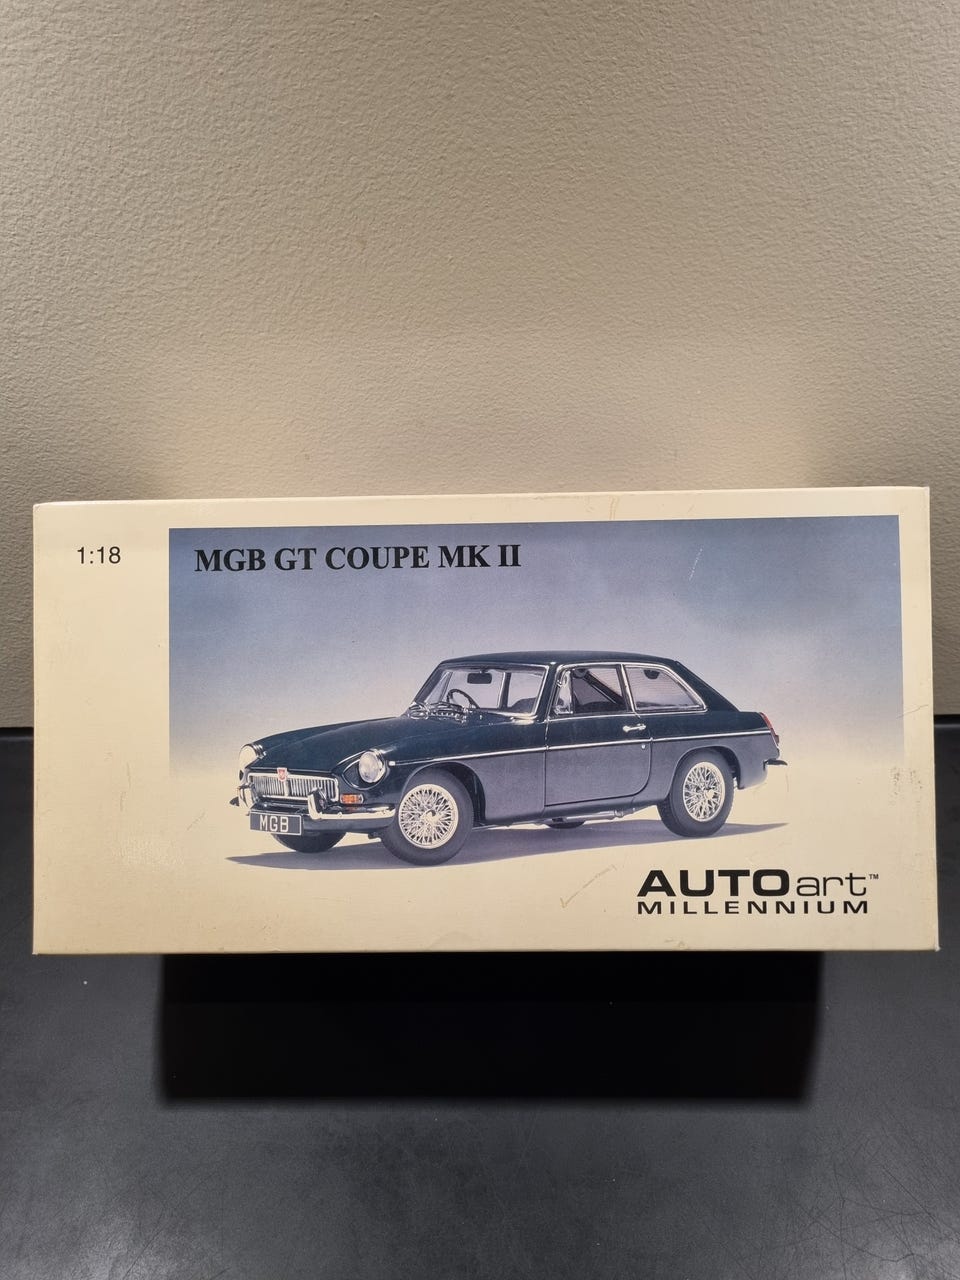 1:18
MGB GT COUPE MK II
MGB
AUTOart™
MILLENNIUM